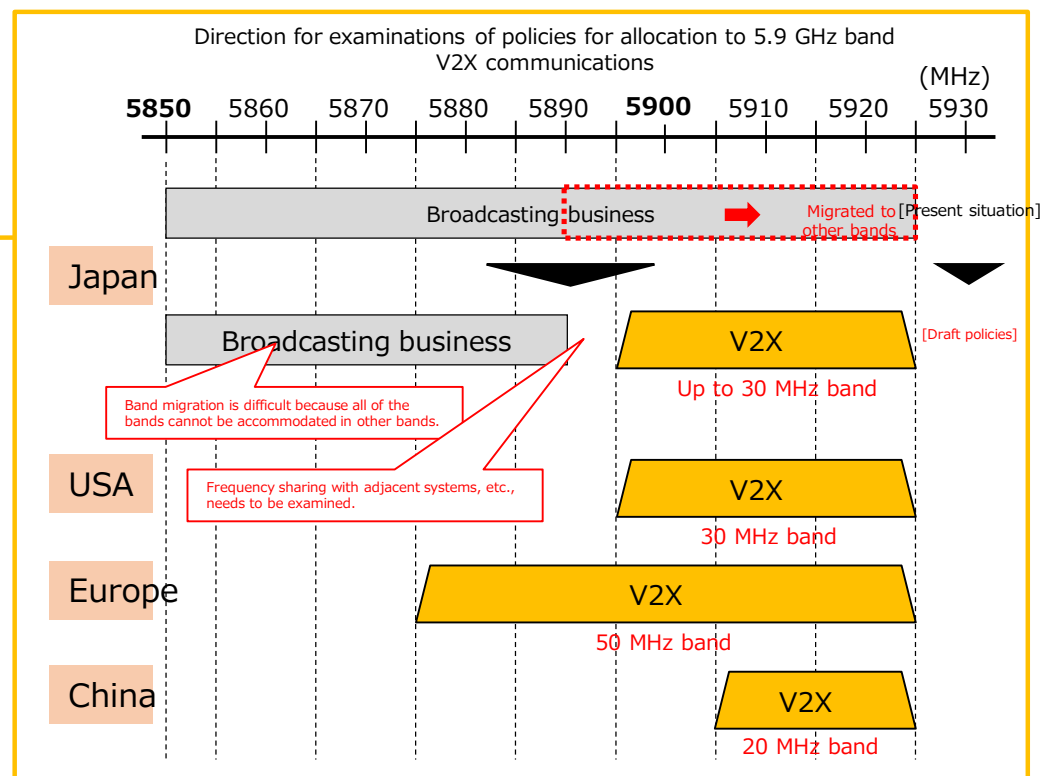 Direction for examinations of policies for allocation to 5.9 GHz band
V2X communications
(MHz)
5850 5860 5870 5880 5890 5900 5910 5920 5930
Broadcasting business
Migrated to
other bands
[Present situation]
Japan
Broadcasting business
V2X
[Draft policies]
Up to 30 MHz band
Band migration is difficult because all of the
bands cannot be accommodated in other bands.
USA
Frequency sharing with adjacent systems, etc.,
needs to be examined.
V2X
30 MHz band
Europe
V2X
50 MHz band
China
V2X
20 MHz band